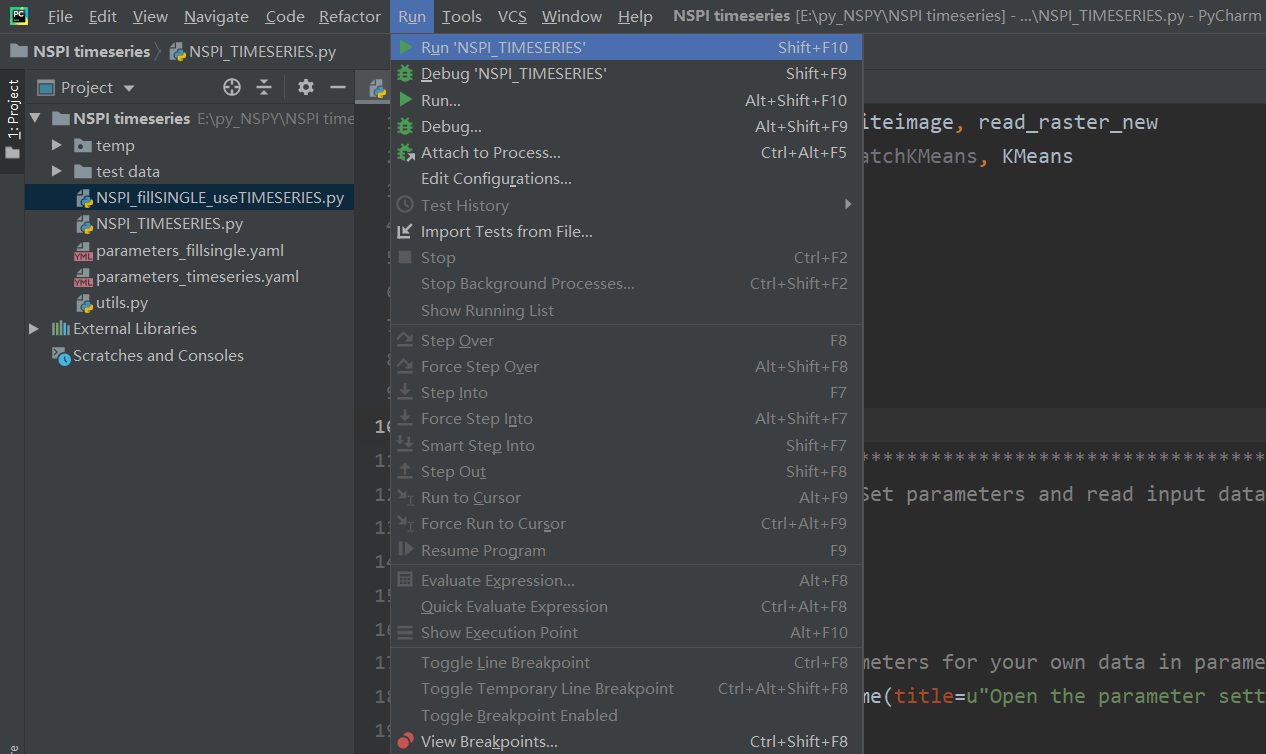 File Edit View Navigate Code Refactor Run Tools VCS Window Help NSPI timeseries [E:\py_NSPY\NSPI timeseries] - ...\NSPI_TIMESERIES.py - PyCharm
NSPI timeseries NSPI_TIMESERIES.py
1: Project
Project
NSPI timeseries E:\py_NSPY\NSPI time
temp
test data
NSPI_fillSINGLE_useTIMESERIES.py
NSPI_TIMESERIES.py
parameters_fillsingle.yaml
parameters_timeseries.yaml
utils.py
External Libraries
Scratches and Consoles
Run 'NSPI_TIMESERIES' Shift+F10
Debug 'NSPI_TIMESERIES' Shift+F9
Run... Alt+Shift+F10
Debug... Alt+Shift+F9
Attach to Process... Ctrl+Alt+F5
Edit Configurations...
Test History
Import Tests from File...
Stop Ctrl+F2
Stop Background Processes... Ctrl+Shift+F2
Show Running List
Step Over F8
Force Step Over Alt+Shift+F8
Step Into F7
Force Step Into Alt+Shift+F7
Smart Step Into Shift+F7
Step Out Shift+F8
Run to Cursor Alt+F9
Force Run to Cursor Ctrl+Alt+F9
Resume Program F9
Evaluate Expression... Alt+F8
Quick Evaluate Expression Ctrl+Alt+F8
Show Execution Point Alt+F10
Toggle Line Breakpoint Ctrl+F8
Toggle Temporary Line Breakpoint Ctrl+Alt+Shift+F8
Toggle Breakpoint Enabled
View Breakpoints... Ctrl+Shift+F8
iteimage, read_raster_new
atchKMeans, KMeans
**********************************
Set parameters and read input data
meters for your own data in parame
me(title=u"Open the parameter sett